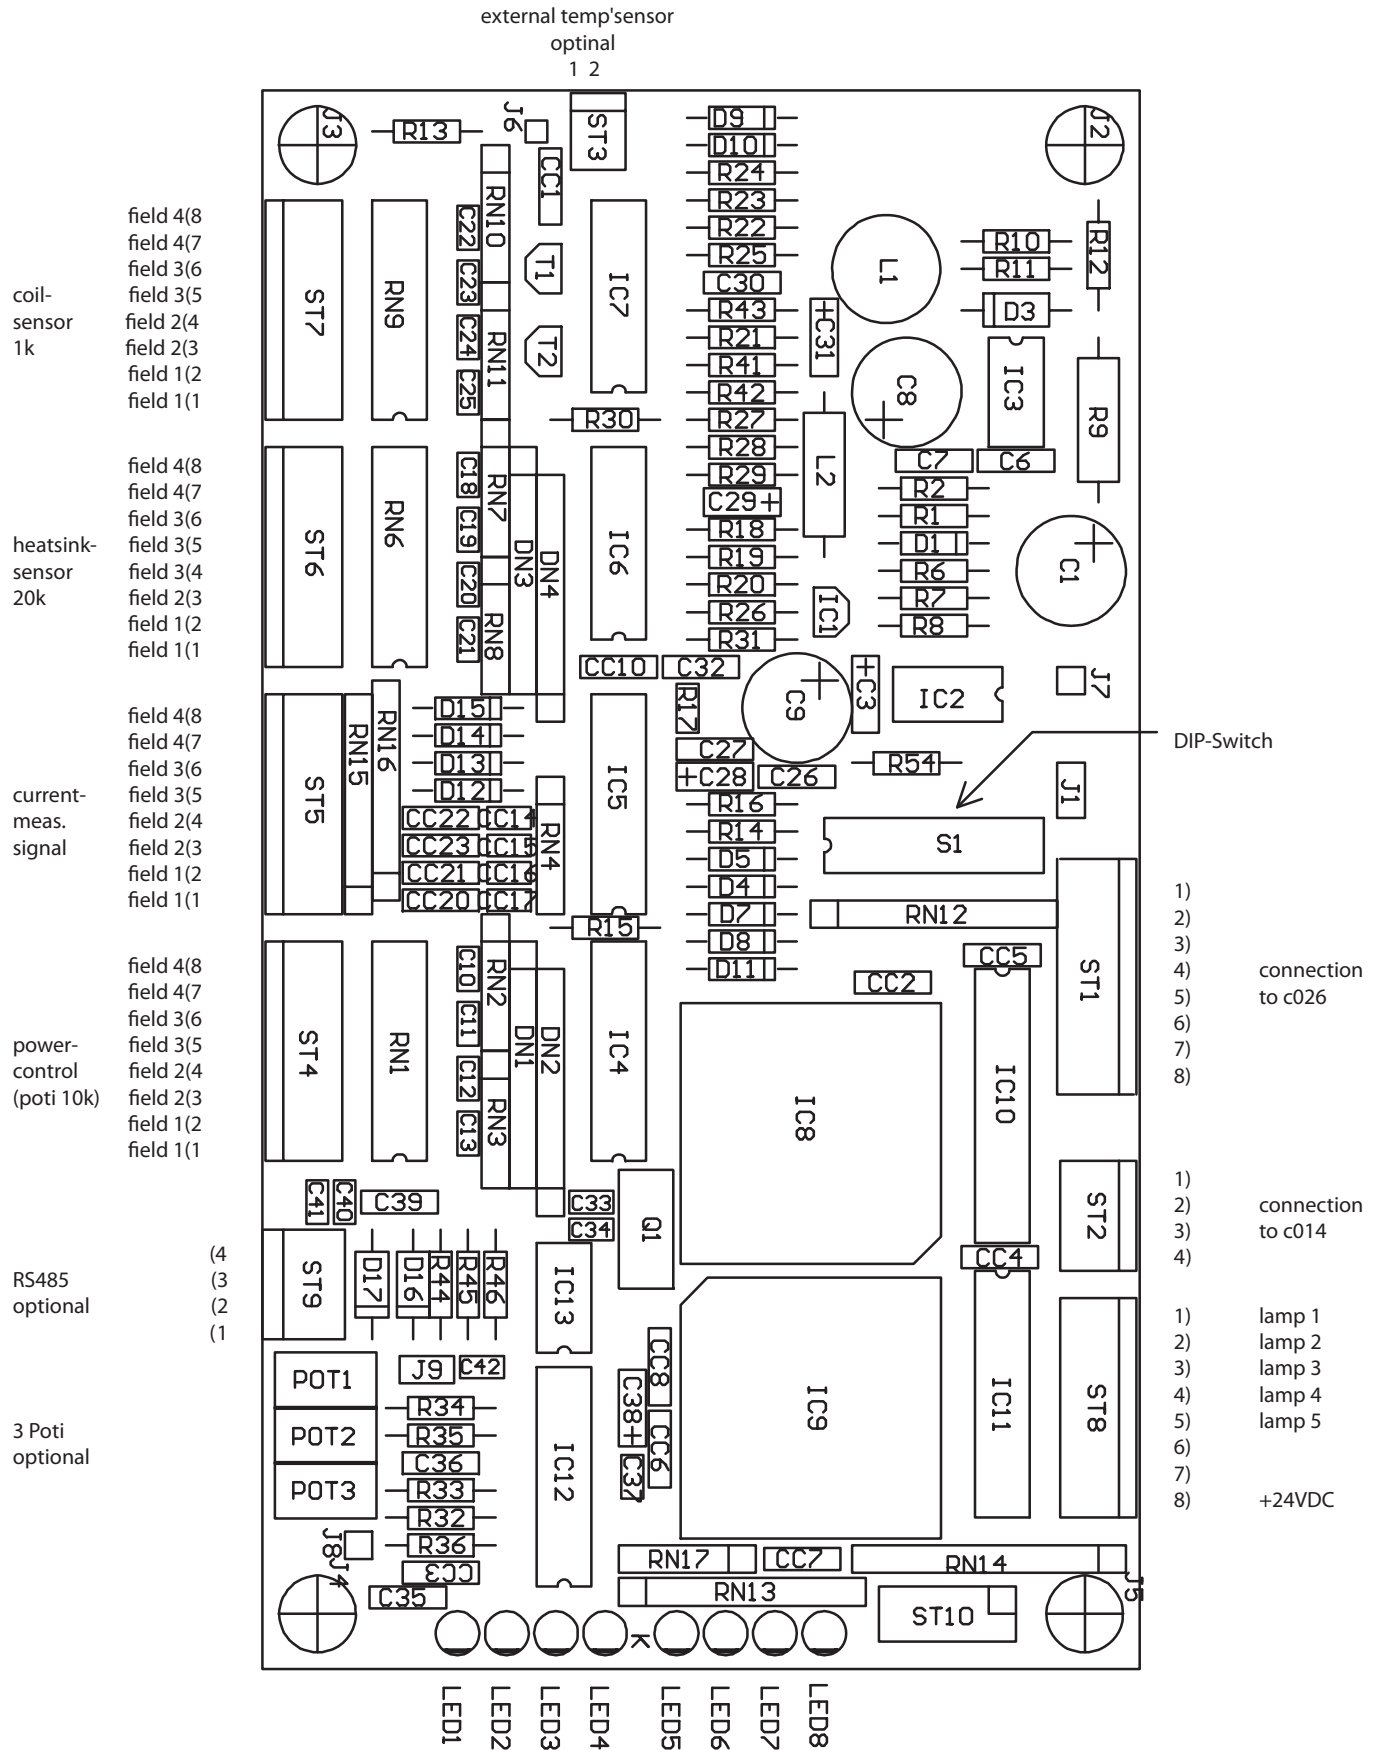 external temp'sensor
optinal
1 2
J3
R13
J6
ST3
D9
J2
D10
CC1
R24
RN10
R23
field 4(8
C22
R22
field 4(7
R25
R10
R12
field 3(6
C23
T1
IC7
C30
L1
R11
coil-
field 3(5
ST7
RN9
R43
+C31
D3
sensor
field 2(4
C24
RN11
T2
R21
1k
field 2(3
R41
IC3
field 1(2
C25
R42
C8
field 1(1
R30
R27
R9
R28
L2
C7
C6
field 4(8
C18
RN7
R29
R2
field 4(7
C29+
R1
field 3(6
C19
R18
D1
heatsink-
field 3(5
ST6
RN6
DN3
DN4
IC6
R19
R6
C1
sensor
field 3(4
C20
R20
IC1
R7
20k
field 2(3
R26
R8
field 1(2
C21
RN8
R31
field 1(1
CC10
C32
+C3
IC2
J7
field 4(8
RN15
RN16
D15
R17
C9
field 4(7
D14
C27
DIP-Switch
field 3(6
D13
+C28
C26
R54
current-
field 3(5
ST5
D12
IC5
R16
J1
meas.
field 2(4
CC22
CC14
RN4
R14
S1
signal
field 2(3
CC23
CC15
D5
field 1(2
CC21
CC16
D4
1)
field 1(1
CC20
CC17
D7
RN12
2)
R15
D8
3)
field 4(8
C10
RN2
D11
CC5
ST1
4)
connection
field 4(7
CC2
5)
to c026
field 3(6
C11
6)
power-
field 3(5
ST4
RN1
DN1
DN2
IC4
7)
control
field 2(4
C12
8)
(poti 10k)
field 2(3
RN3
IC8
IC10
field 1(2
C13
field 1(1
1)
C41
C40
C39
C33
Q1
ST2
2)
connection
C34
3)
to c014
(4
CC4
4)
RS485
(3
ST9
D17
D16
R44
R45
R46
IC13
optional
(2
1)
lamp 1
(1
2)
lamp 2
POT1
J9
C42
CC8
3)
lamp 3
R34
C38+
IC9
IC11
ST8
4)
lamp 4
3 Poti
POT2
R35
5)
lamp 5
optional
C36
IC12
CC6
6)
POT3
R33
C37
7)
R32
8)
+24VDC
J8
R36
RN17
CC7
RN14
J4
CC3
RN13
J5
C35
ST10
K
LED1
LED2
LED3
LED4
LED5
LED6
LED7
LED8